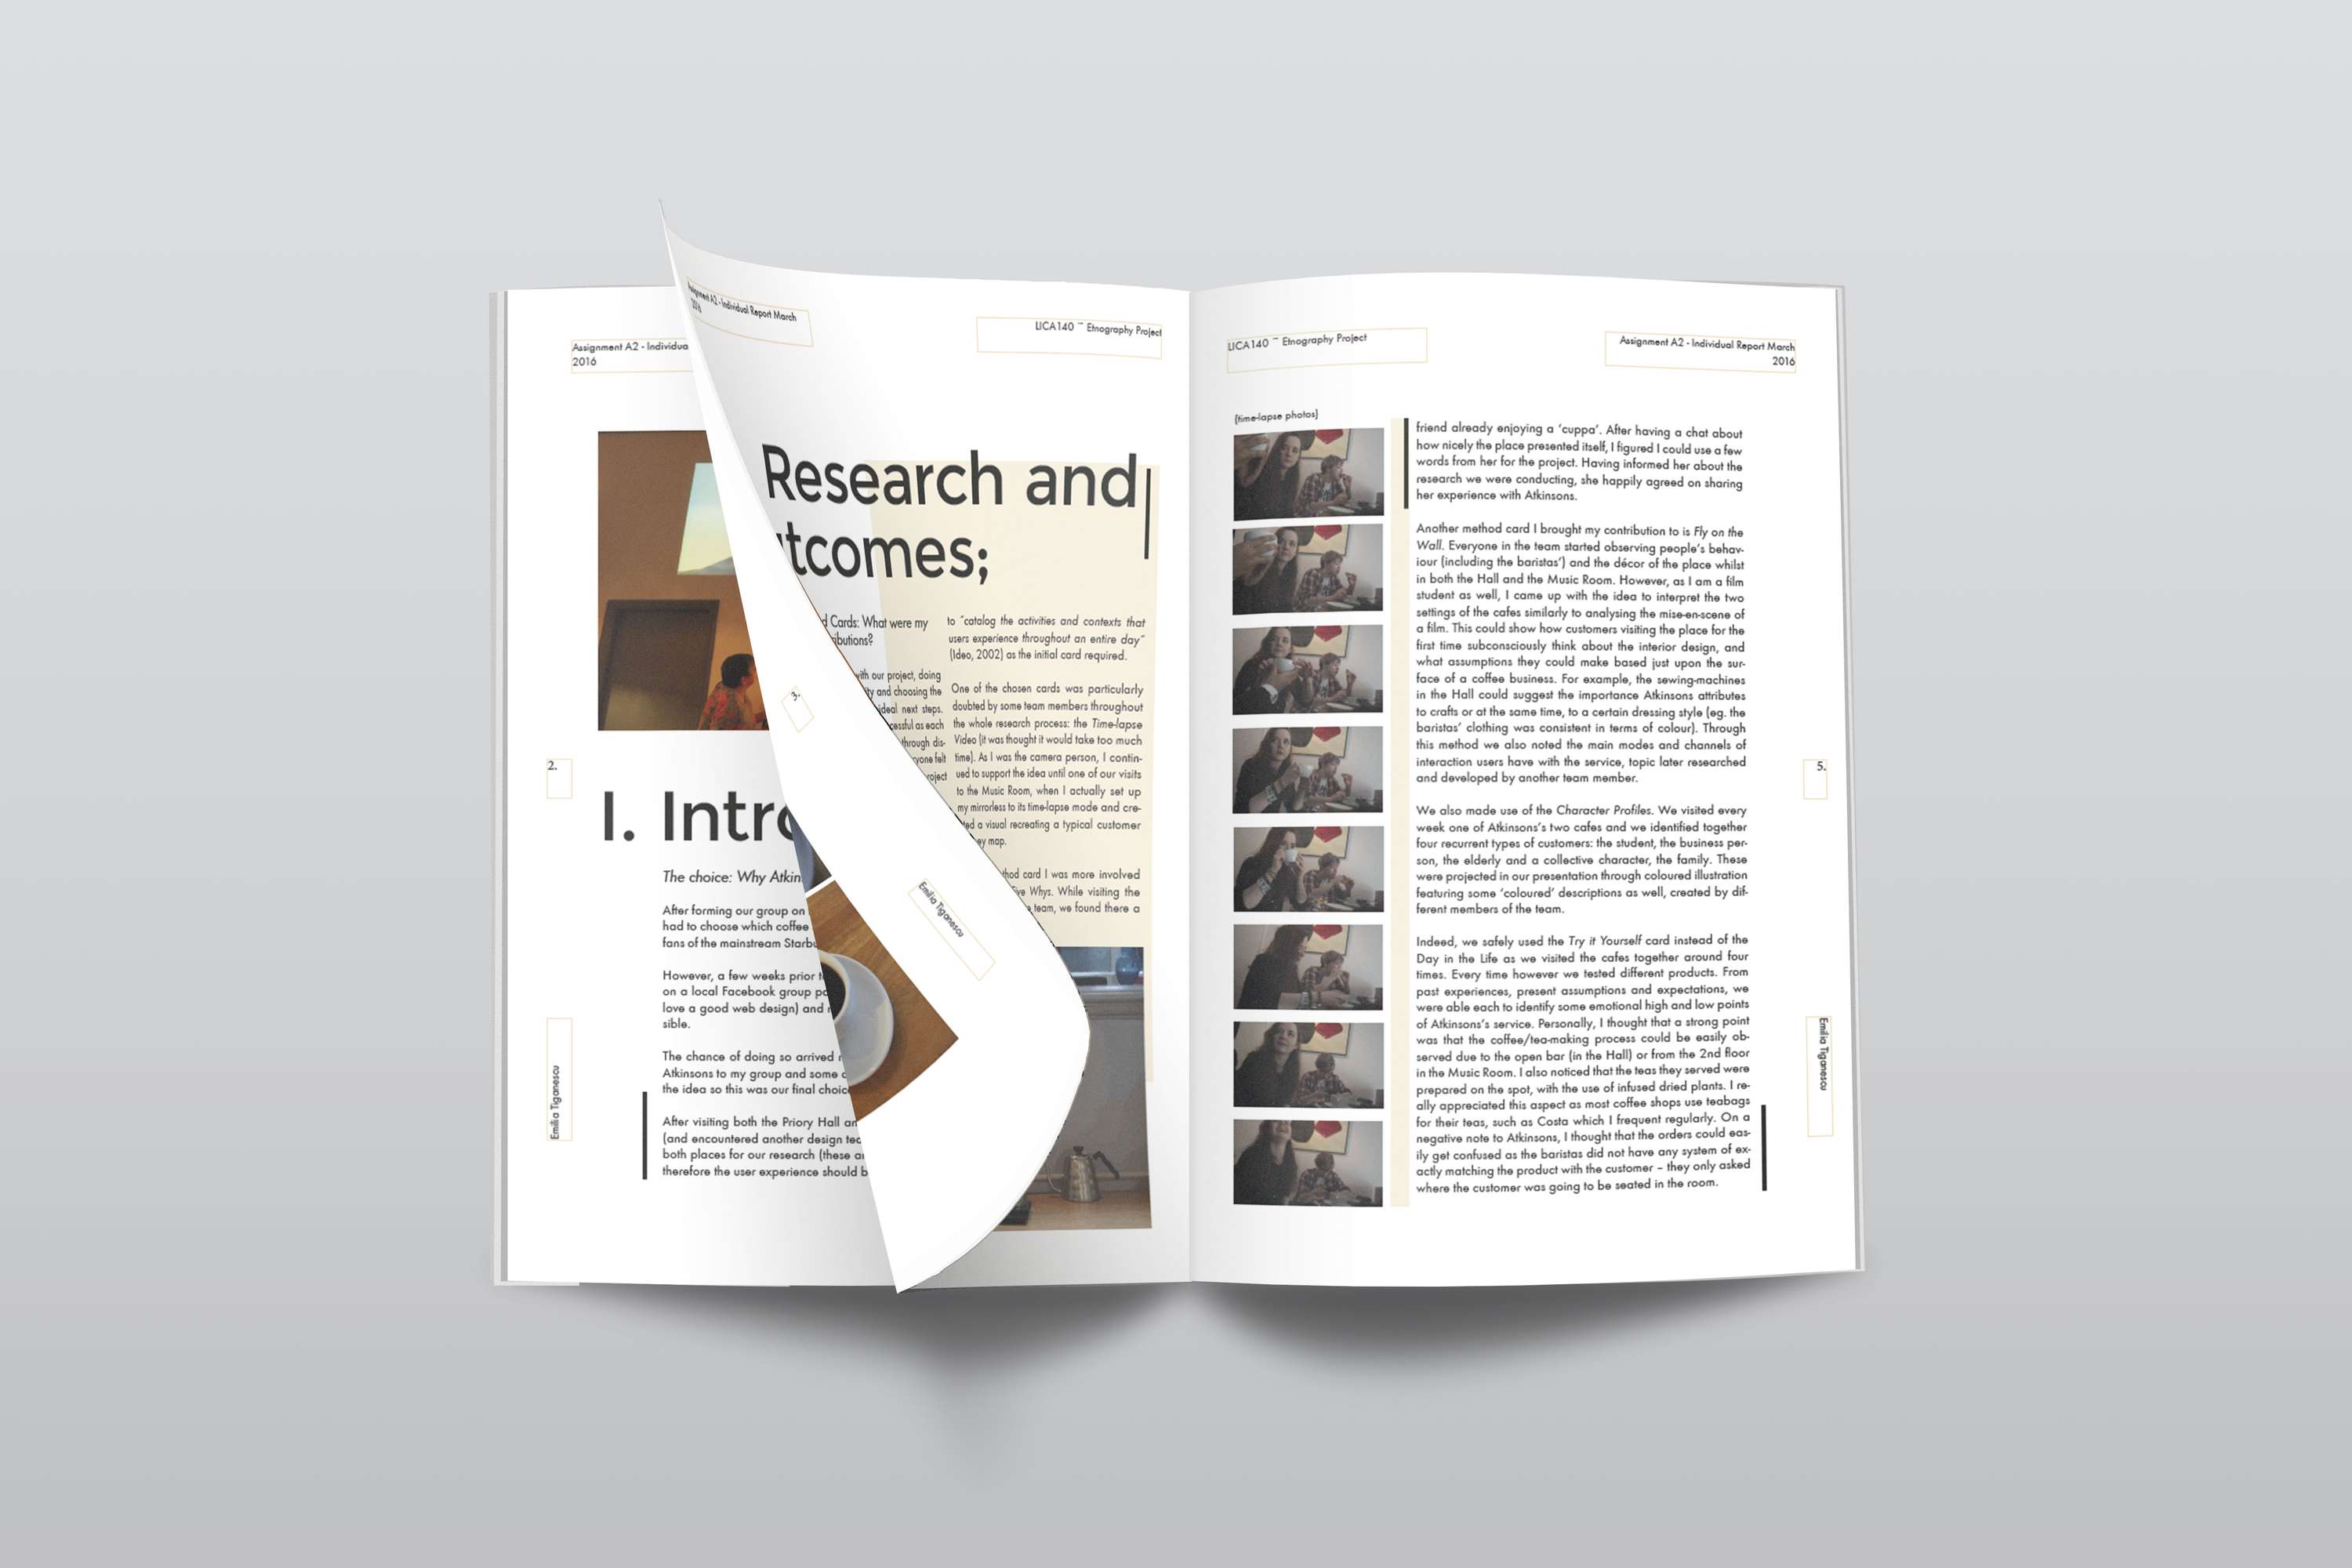 Assignment A2 - Individua
2016
2.
I. Intro
The choice: Why Atkin
After forming our group on
had to choose which coffee
fans of the mainstream Starbu
However, a few weeks prior
on a local Facebook group
love a good web design) and
sible.
The chance of doing so arrived
Atkinsons to my group and some
the idea so this was our final choic
After visiting both the Priory Hall an
(and encountered another design tea
both places for our research (these ar
therefore the user experience should b
Emilia Tiganescu
3.
Emilia Tiganescu
Assignment A2 - Individual Report March
2016
LICA140 ~ Etnography Project
Research and
utcomes;
d Cards: What were my
ibutions?
with our project, doing
ty and choosing the
ideal next steps.
cessful as each
through dis-
ryone felt
roject
to “catalog the activities and contexts that
users experience throughout an entire day”
(Ideo, 2002) as the initial card required.
One of the chosen cards was particularly
doubted by some team members throughout
the whole research process: the Time-lapse
Video (it was thought it would take too much
time). As I was the camera person, I contin-
ued to support the idea until one of our visits
to the Music Room, when I actually set up
my mirrorless to its time-lapse mode and cre-
ted a visual recreating a typical customer
ey map.
hod card I was more involved
Five Whys. While visiting the
e team, we found there a
LICA140 ~ Etnography Project
Assignment A2 - Individual Report March
2016
{time-lapse photos}
friend already enjoying a ‘cuppa’. After having a chat about
how nicely the place presented itself, I figured I could use a few
words from her for the project. Having informed her about the
research we were conducting, she happily agreed on sharing
her experience with Atkinsons.
Another method card I brought my contribution to is Fly on the
Wall. Everyone in the team started observing people’s behav-
iour (including the baristas’) and the décor of the place whilst
in both the Hall and the Music Room. However, as I am a film
student as well, I came up with the idea to interpret the two
settings of the cafes similarly to analysing the mise-en-scene of
a film. This could show how customers visiting the place for the
first time subconsciously think about the interior design, and
what assumptions they could make based just upon the sur-
face of a coffee business. For example, the sewing-machines
in the Hall could suggest the importance Atkinsons attributes
to crafts or at the same time, to a certain dressing style (eg. the
baristas’ clothing was consistent in terms of colour). Through
this method we also noted the main modes and channels of
interaction users have with the service, topic later researched
and developed by another team member.
We also made use of the Character Profiles. We visited every
week one of Atkinsons’s two cafes and we identified together
four recurrent types of customers: the student, the business per-
son, the elderly and a collective character, the family. These
were projected in our presentation through coloured illustration
featuring some ‘coloured’ descriptions as well, created by dif-
ferent members of the team.
Indeed, we safely used the Try it Yourself card instead of the
Day in the Life as we visited the cafes together around four
times. Every time however we tested different products. From
past experiences, present assumptions and expectations, we
were able each to identify some emotional high and low points
of Atkinsons’s service. Personally, I thought that a strong point
was that the coffee/tea-making process could be easily ob-
served due to the open bar (in the Hall) or from the 2nd floor
in the Music Room. I also noticed that the teas they served were
prepared on the spot, with the use of infused dried plants. I re-
ally appreciated this aspect as most coffee shops use teabags
for their teas, such as Costa which I frequent regularly. On a
negative note to Atkinsons, I thought that the orders could eas-
ily get confused as the baristas did not have any system of ex-
actly matching the product with the customer – they only asked
where the customer was going to be seated in the room.
5.
Emilia Tiganescu